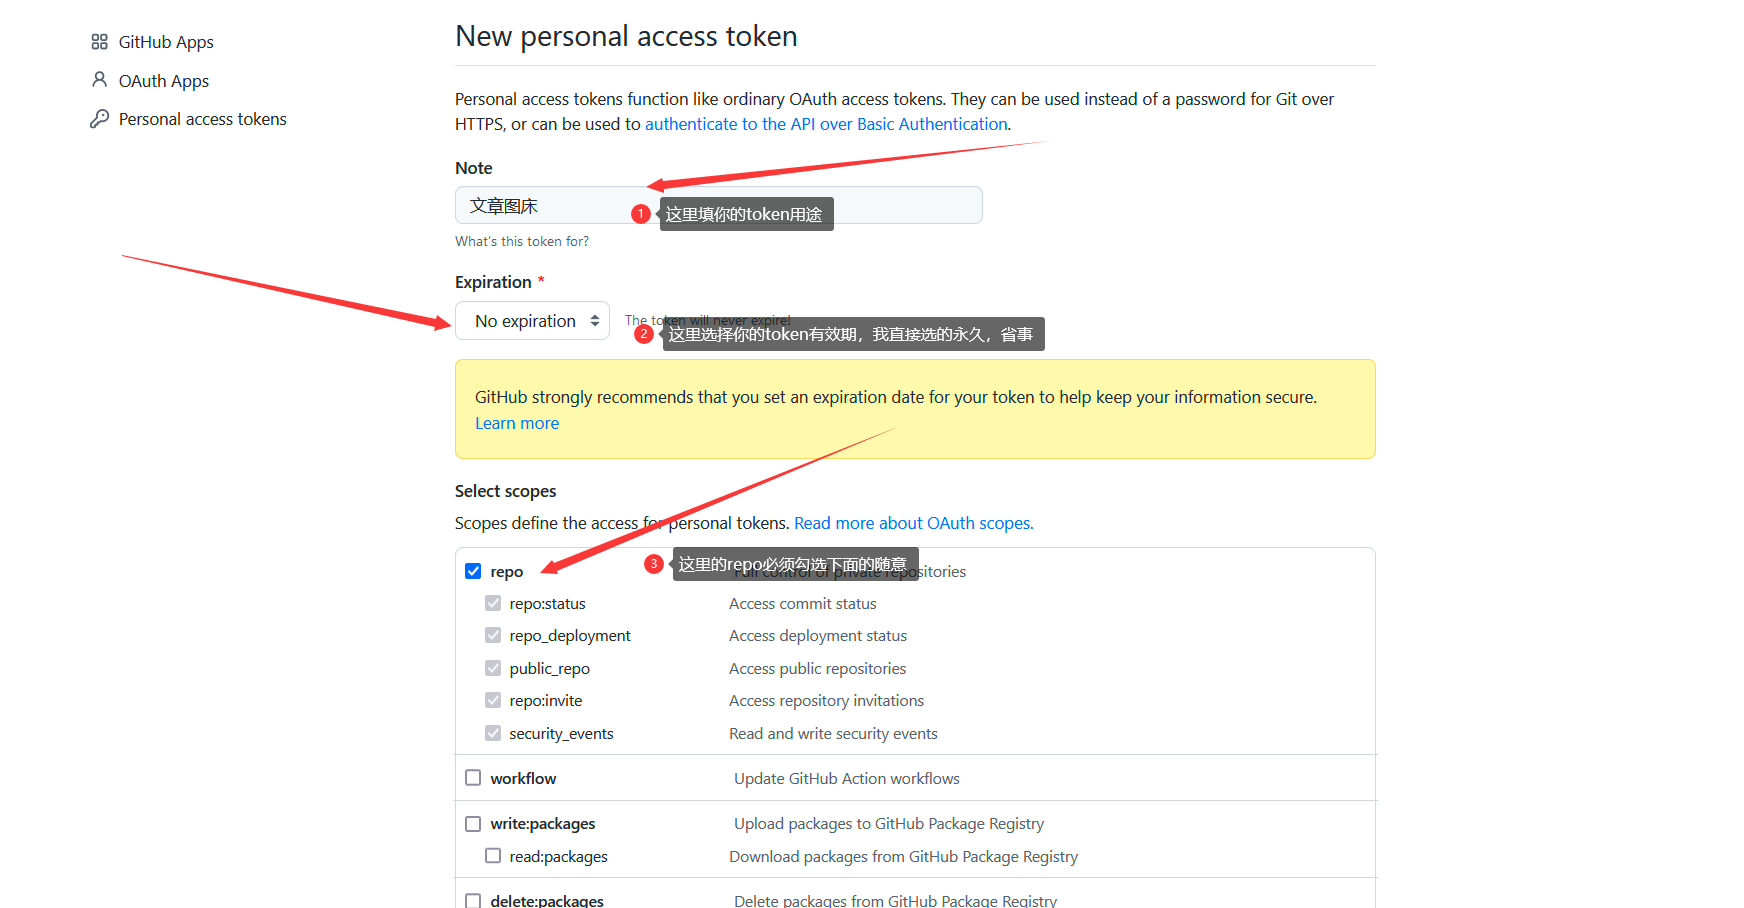 GitHub Apps
OAuth Apps
Personal access tokens
New personal access token
Personal access tokens function like ordinary OAuth access tokens. They can be used instead of a password for Git over
HTTPS, or can be used to authenticate to the API over Basic Authentication.
Note
文章图床
1 这里填你的token用途
What's this token for?
Expiration *
No expiration
The token will never expire!
2 这里选择你的token有效期，我直接选的永久，省事
GitHub strongly recommends that you set an expiration date for your token to help keep your information secure.
Learn more
Select scopes
Scopes define the access for personal tokens. Read more about OAuth scopes.
3 这里的repo必须勾选下面的随意
repo Full control of private repositories
repo:status Access commit status
repo_deployment Access deployment status
public_repo Access public repositories
repo:invite Access repository invitations
security_events Read and write security events
workflow Update GitHub Action workflows
write:packages Upload packages to GitHub Package Registry
read:packages Download packages from GitHub Package Registry
delete:packages Delete packages from GitHub Package Registry